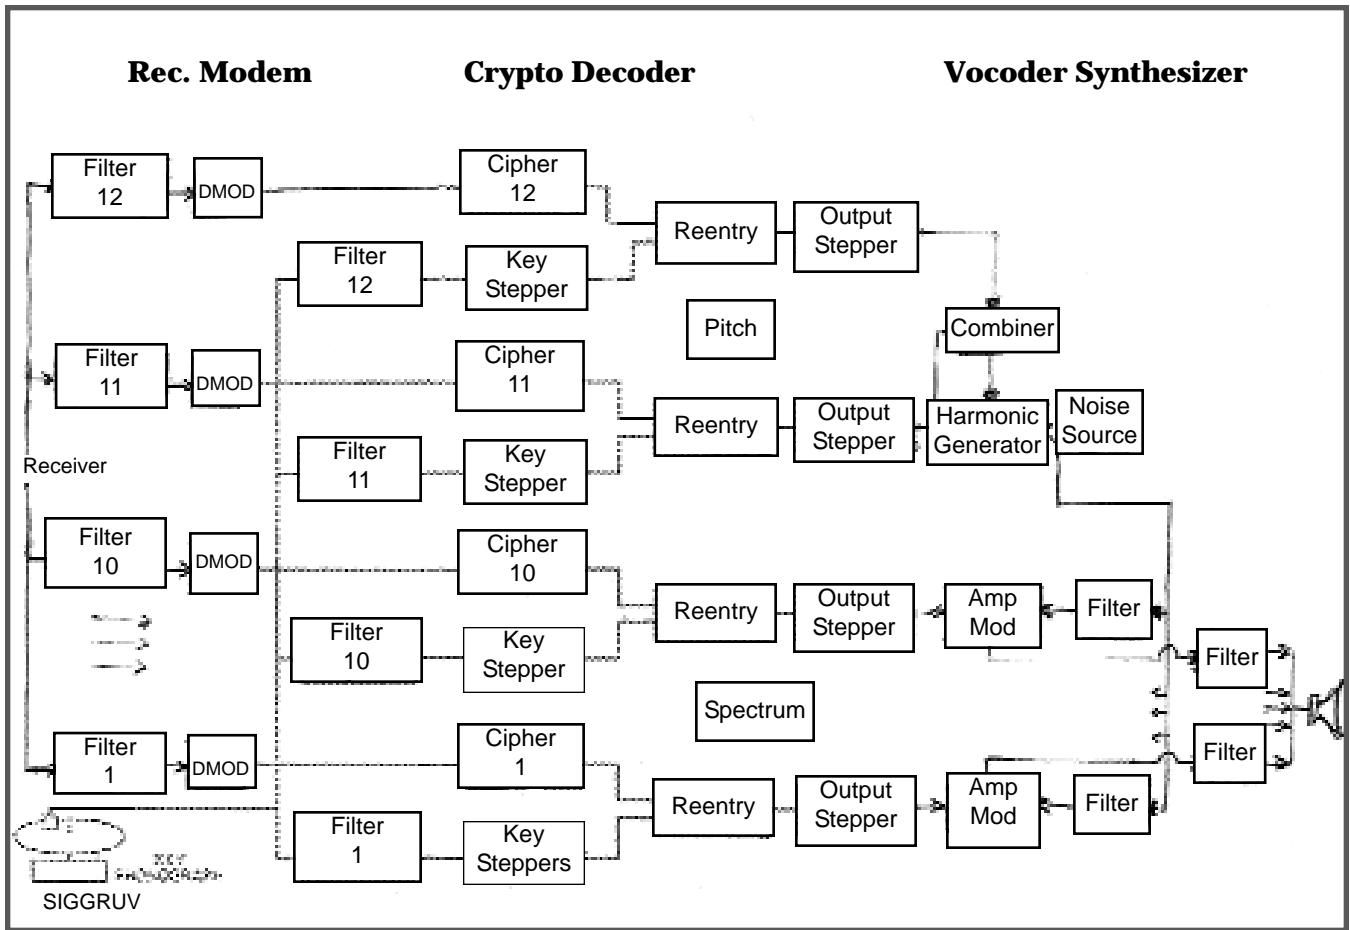 Rec. Modem
Crypto Decoder
Vocoder Synthesizer
Filter
12
DMOD
Cipher
12
Filter
12
Key
Stepper
Reentry
Output
Stepper
Pitch
Combiner
Filter
11
DMOD
Cipher
11
Filter
11
Key
Stepper
Reentry
Output
Stepper
Harmonic
Generator
Noise
Source
Receiver
Filter
10
DMOD
Cipher
10
Filter
10
Key
Stepper
Reentry
Output
Stepper
Amp
Mod
Filter
Filter
Spectrum
Filter
1
DMOD
Cipher
1
Filter
1
Key
Steppers
Reentry
Output
Stepper
Amp
Mod
Filter
Filter
KEY
SIGGRUV